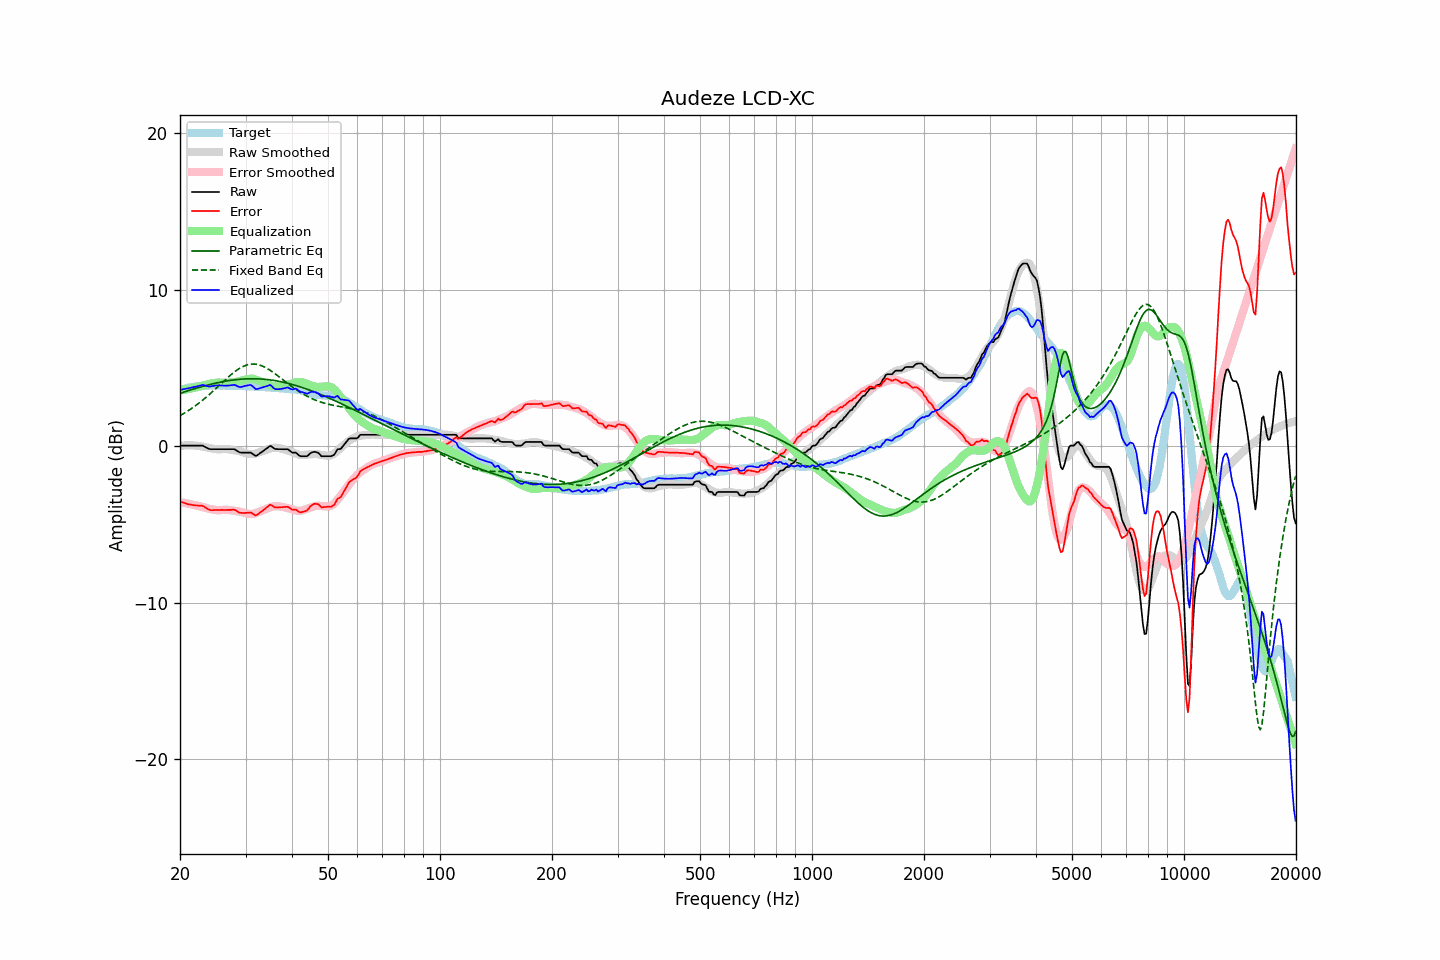 Audeze LCD-XC
Target
Raw Smoothed
Error Smoothed
Raw
Error
Equalization
Parametric Eq
Fixed Band Eq
Equalized
Amplitude (dBr)
20
10
0
−10
−20
20 50 100 200 500 1000 2000 5000 10000 20000
Frequency (Hz)